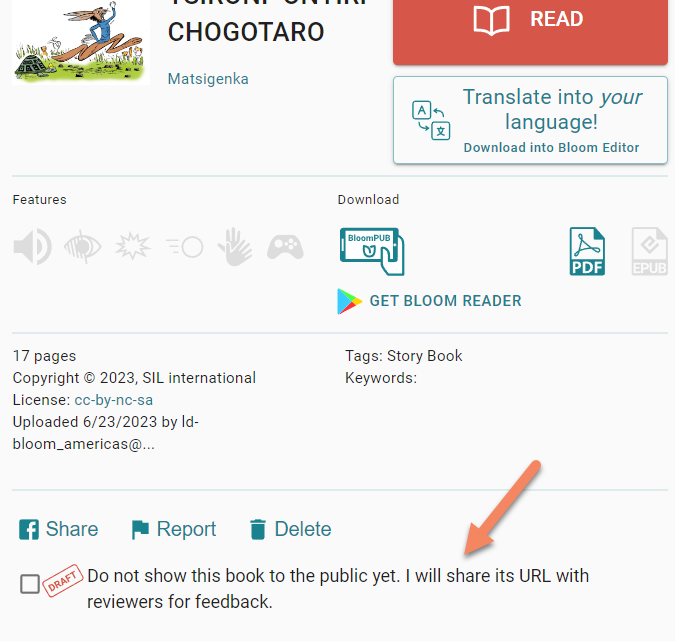 CHOGOTARO
Matsigenka
READ
A
文
Translate into your
language!
Download into Bloom Editor
Features
Download
BloomPUB
PDF
EPUB
GET BLOOM READER
17 pages
Copyright © 2023, SIL international
License: cc-by-nc-sa
Uploaded 6/23/2023 by ld-
bloom_americas@...
Tags: Story Book
Keywords:
Share
Report
Delete
DRAFT
Do not show this book to the public yet. I will share its URL with
reviewers for feedback.